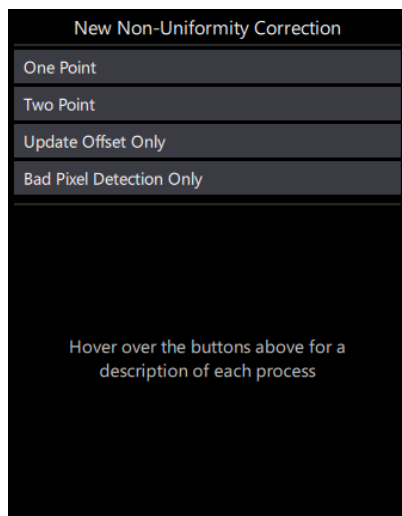 New Non-Uniformity Correction
One Point
Two Point
Update Offset Only
Bad Pixel Detection Only
Hover over the buttons above for a
description of each process